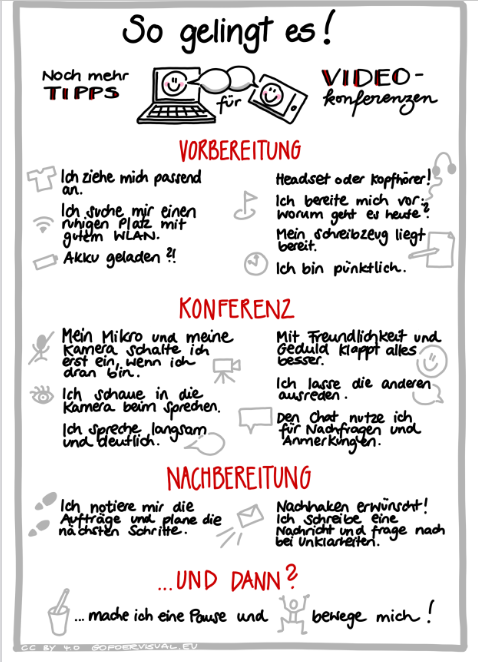 So gelingt es!
Noch mehr
TIPPS
für
VIDEO-
konferenzen
VORBEREITUNG
Ich ziehe mich passend
an.
Ich suche mir einen
ruhigen Platz mit
gutem WLAN.
Akku geladen?!
Headset oder Kopfhörer!
Ich bereite mich vor:
worum geht es heute?
Mein Schreibzeug liegt
bereit.
Ich bin pünktlich.
KONFERENZ
Mein Mikro und meine
Kamera schalte ich
erst ein, wenn ich
dran bin.
Ich schaue in die
Kamera beim Sprechen.
Ich spreche langsam
und deutlich.
Mit Freundlichkeit und
Geduld klappt alles
besser.
Ich lasse die anderen
ausreden.
Den Chat nutze ich
für Nachfragen und
Anmerkungen.
NACHBEREITUNG
Ich notiere mir die
Aufträge und plane die
nächsten Schritte.
Nachhaken erwünscht!
Ich schreibe eine
Nachricht und frage nach
bei Unklarheiten.
...UND DANN?
...mache ich eine Pause und bewege mich!
CC BY 4.0 GOFOERVISUAL.EU